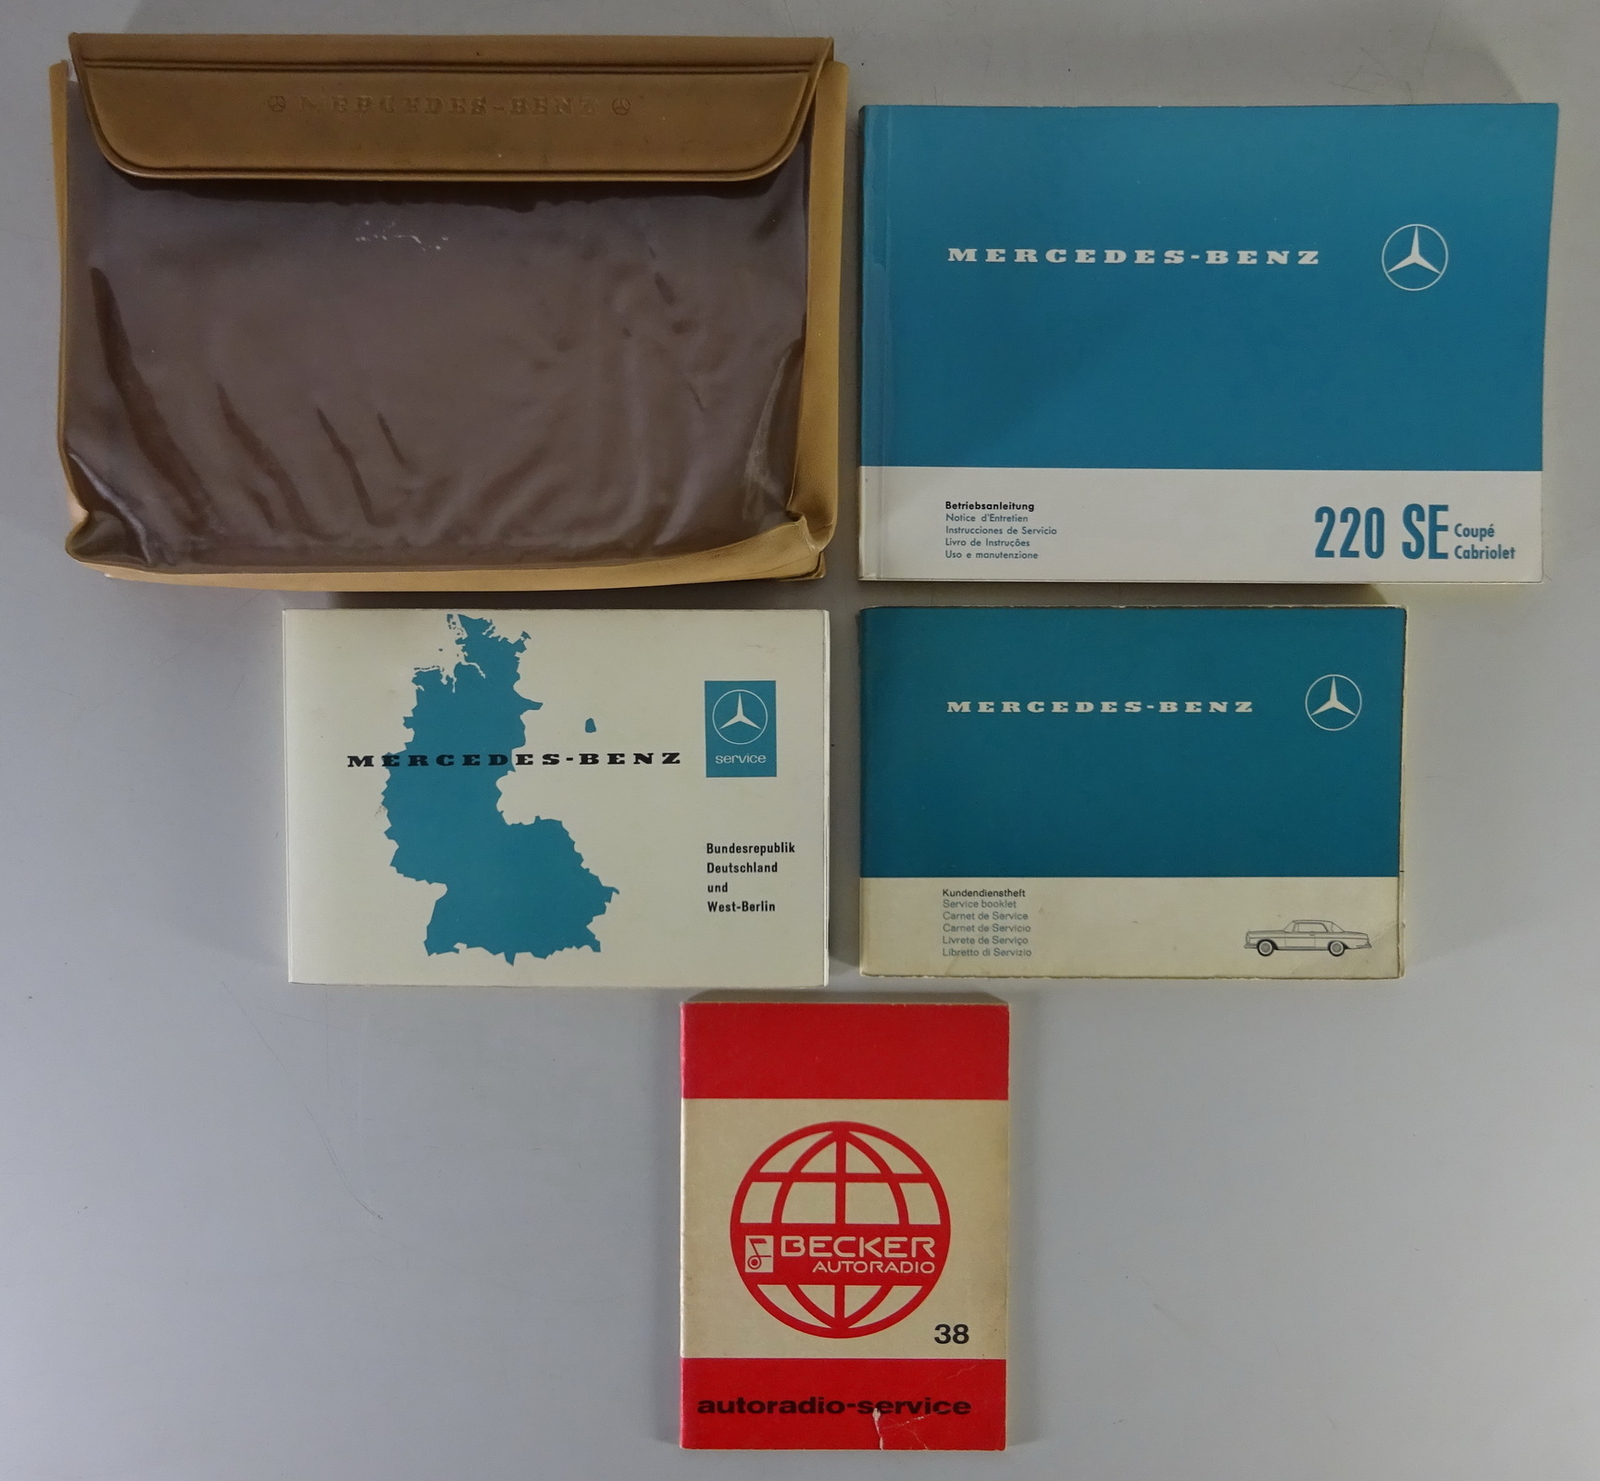 MERCEDES-BENZ
MERCEDES-BENZ
Betriebsanleitung
Notice d'Entretien
Instrucciones de Servicio
Livro de Instruções
Uso e manutenzione
220 SE Coupé
Cabriolet
MERCEDES-BENZ
service
Bundesrepublik
Deutschland
und
West-Berlin
MERCEDES-BENZ
Kundendienstheft
Service booklet
Carnet de Service
Carnet de Servicio
Livrete de Serviço
Libretto di Servizio
BECKER
AUTORADIO
38
autoradio-service